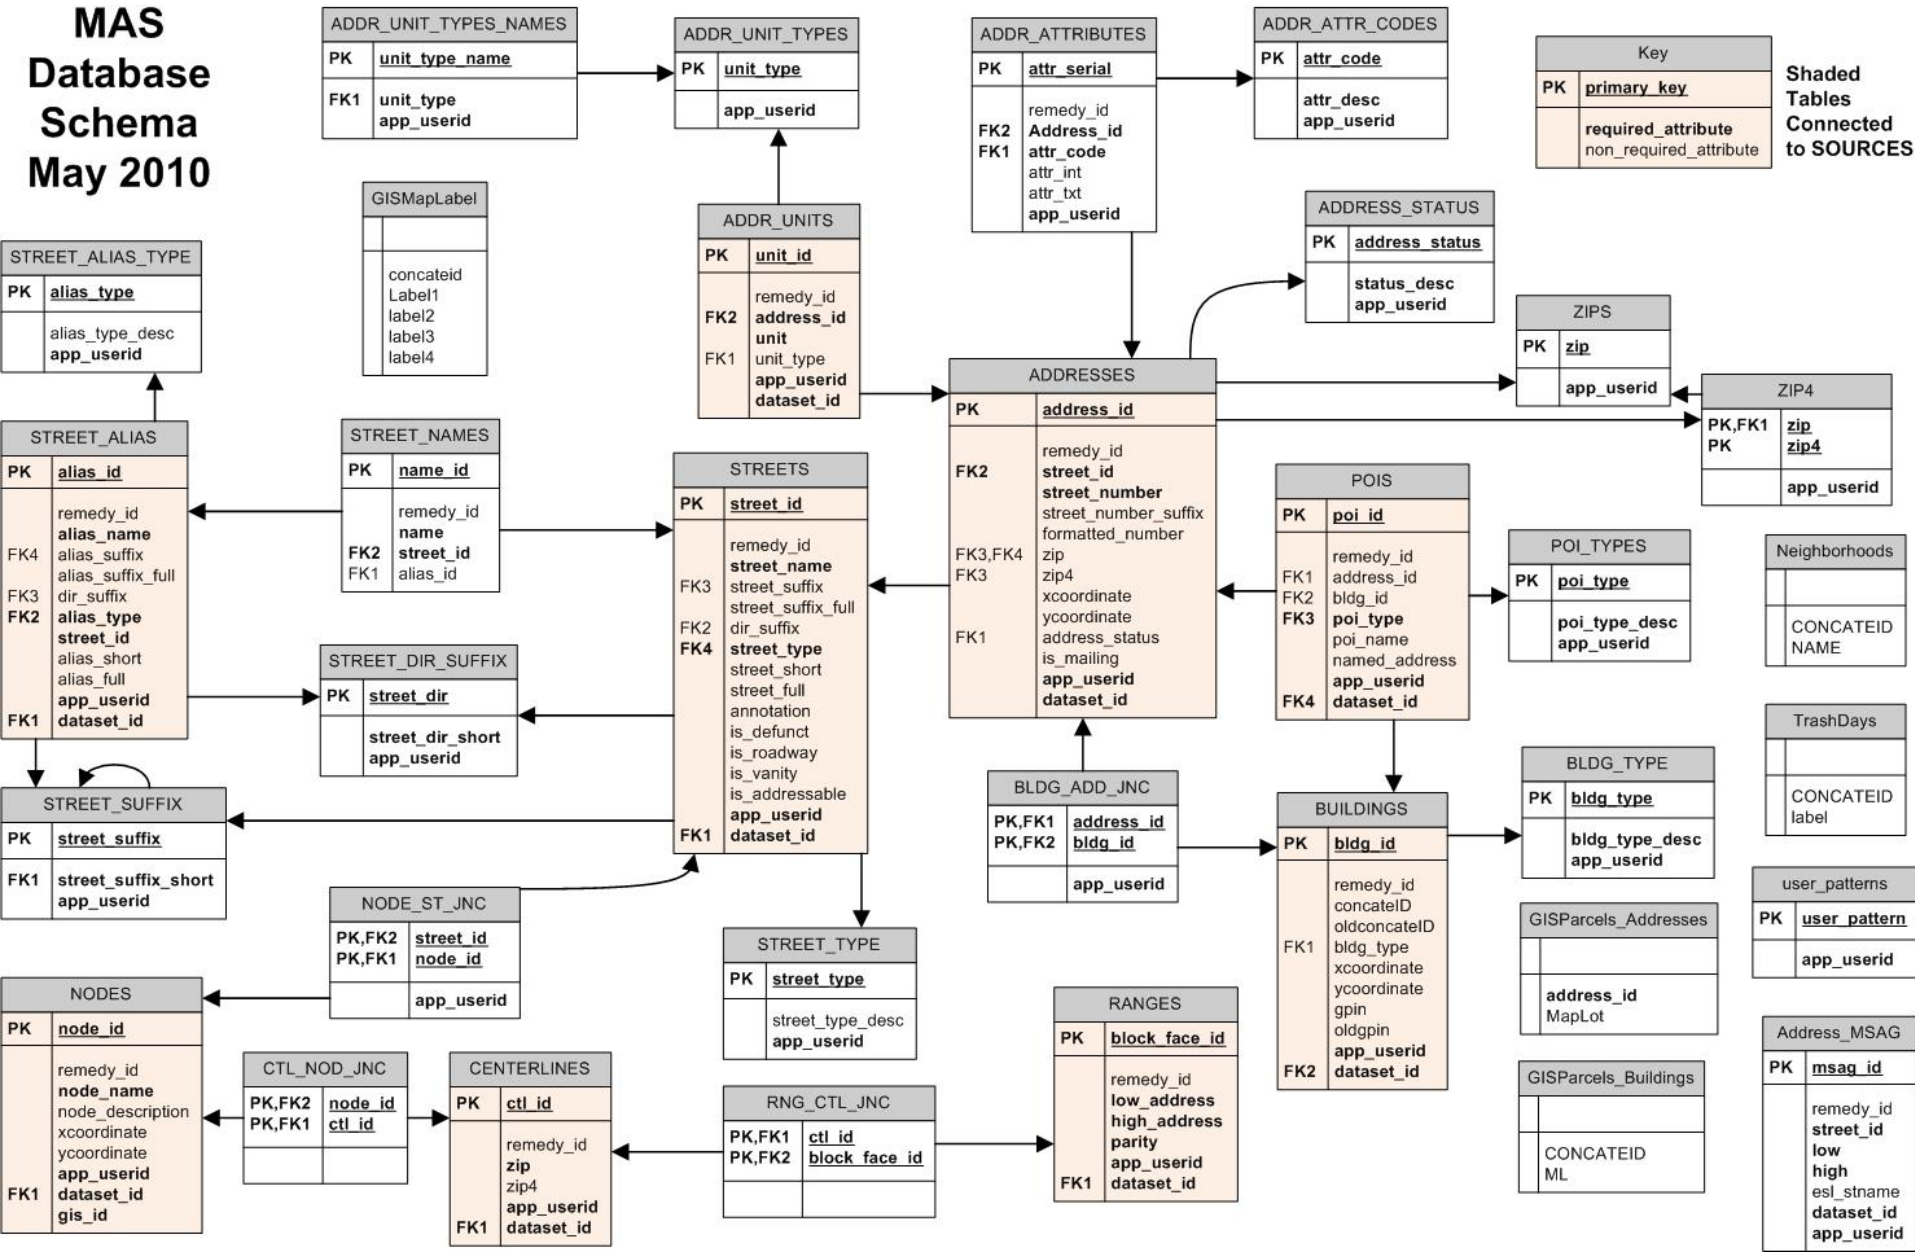 MAS
Database
Schema
May 2010
ADDR_UNIT_TYPES_NAMES
PK unit_type_name
FK1 unit_type
app_userid
ADDR_UNIT_TYPES
PK unit_type
app_userid
ADDR_ATTRIBUTES
PK attr_serial
remedy_id
FK2 Address_id
FK1 attr_code
attr_int
attr_txt
app_userid
ADDR_ATTR_CODES
PK attr_code
attr_desc
app_userid
Key
PK primary_key
required_attribute
non_required_attribute
Shaded
Tables
Connected
to SOURCES
GISMapLabel
concateid
Label1
label2
label3
label4
ADDR_UNITS
PK unit_id
remedy_id
FK2 address_id
unit
FK1 unit_type
app_userid
dataset_id
ADDRESS_STATUS
PK address_status
status_desc
app_userid
STREET_ALIAS_TYPE
PK alias_type
alias_type_desc
app_userid
ZIPS
PK zip
app_userid
ZIP4
PK,FK1 zip
PK zip4
app_userid
ADDRESSES
PK address_id
remedy_id
FK2 street_id
street_number
street_number_suffix
formatted_number
FK3,FK4 zip
FK3 zip4
xcoordinate
ycoordinate
FK1 address_status
is_mailing
app_userid
dataset_id
STREET_ALIAS
PK alias_id
remedy_id
alias_name
FK4 alias_suffix
alias_suffix_full
FK3 dir_suffix
FK2 alias_type
street_id
alias_short
alias_full
app_userid
FK1 dataset_id
STREET_NAMES
PK name_id
remedy_id
name
FK2 street_id
FK1 alias_id
STREETS
PK street_id
remedy_id
street_name
FK3 street_suffix
street_suffix_full
FK2 dir_suffix
FK4 street_type
street_short
street_full
annotation
is_defunct
is_roadway
is_vanity
is_addressable
app_userid
FK1 dataset_id
POIS
PK poi_id
remedy_id
FK1 address_id
FK2 bldg_id
FK3 poi_type
poi_name
named_address
app_userid
FK4 dataset_id
POI_TYPES
PK poi_type
poi_type_desc
app_userid
Neighborhoods
CONCATEID
NAME
STREET_DIR_SUFFIX
PK street_dir
street_dir_short
app_userid
TrashDays
CONCATEID
label
STREET_SUFFIX
PK street_suffix
FK1 street_suffix_short
app_userid
BLDG_ADD_JNC
PK,FK1 address_id
PK,FK2 bldg_id
app_userid
BUILDINGS
PK bldg_id
remedy_id
concateID
oldconcateID
FK1 bldg_type
xcoordinate
ycoordinate
gpin
oldgpin
app_userid
FK2 dataset_id
BLDG_TYPE
PK bldg_type
bldg_type_desc
app_userid
user_patterns
PK user_pattern
app_userid
NODE_ST_JNC
PK,FK2 street_id
PK,FK1 node_id
app_userid
STREET_TYPE
PK street_type
street_type_desc
app_userid
GISParcels_Addresses
address_id
MapLot
NODES
PK node_id
remedy_id
node_name
node_description
xcoordinate
ycoordinate
app_userid
FK1 dataset_id
gis_id
CTL_NOD_JNC
PK,FK2 node_id
PK,FK1 ctl_id
CENTERLINES
PK ctl_id
remedy_id
zip
zip4
app_userid
FK1 dataset_id
RNG_CTL_JNC
PK,FK1 ctl_id
PK,FK2 block_face_id
RANGES
PK block_face_id
remedy_id
low_address
high_address
parity
app_userid
FK1 dataset_id
GISParcels_Buildings
CONCATEID
ML
Address_MSAG
PK msag_id
remedy_id
street_id
low
high
esl_stname
dataset_id
app_userid